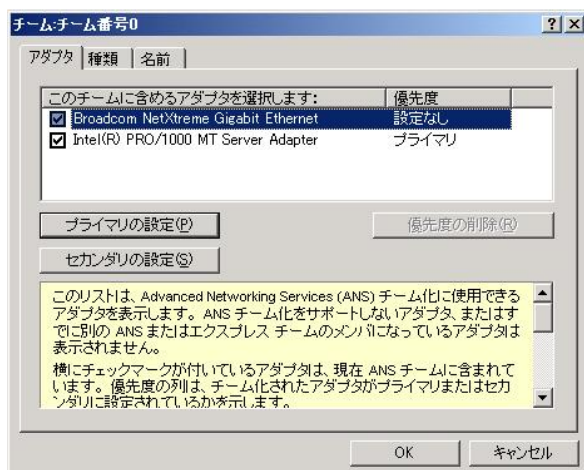 チーム:チーム番号0
アダプタ 種類 名前
このチームに含めるアダプタを選択します: 優先度
Broadcom NetXtreme Gigabit Ethernet 設定なし
Intel(R) PRO/1000 MT Server Adapter プライマリ
プライマリの設定(P) 優先度の削除(R)
セカンダリの設定(S)
このリストは、Advanced Networking Services (ANS) チーム化に使用できる
アダプタを表示します。ANS チーム化をサポートしないアダプタ、またはす
でに別の ANS またはエクスプレス チームのメンバになっているアダプタは
表示されません。
横にチェックマークが付いているアダプタは、現在 ANS チームに含まれて
います。優先度の列は、チーム化されたアダプタがプライマリまたはセカ
ンダリに設定されているかを示します。
OK キャンセル